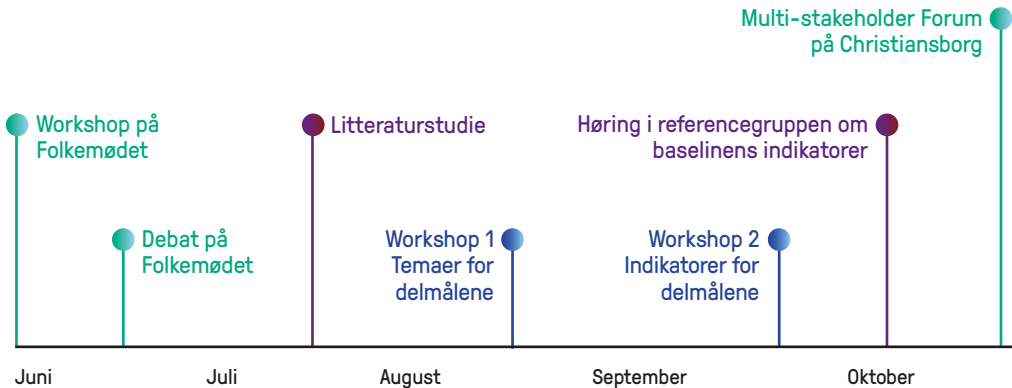 Multi-stakeholder Forum
på Christiansborg
Workshop på
Folkemødet
Litteraturstudie
Høring i referencegruppen om
baselinens indikatorer
Debat på
Folkemødet
Workshop 1
Temaer for
delmålene
Workshop 2
Indikatorer for
delmålene
Juni
Juli
August
September
Oktober